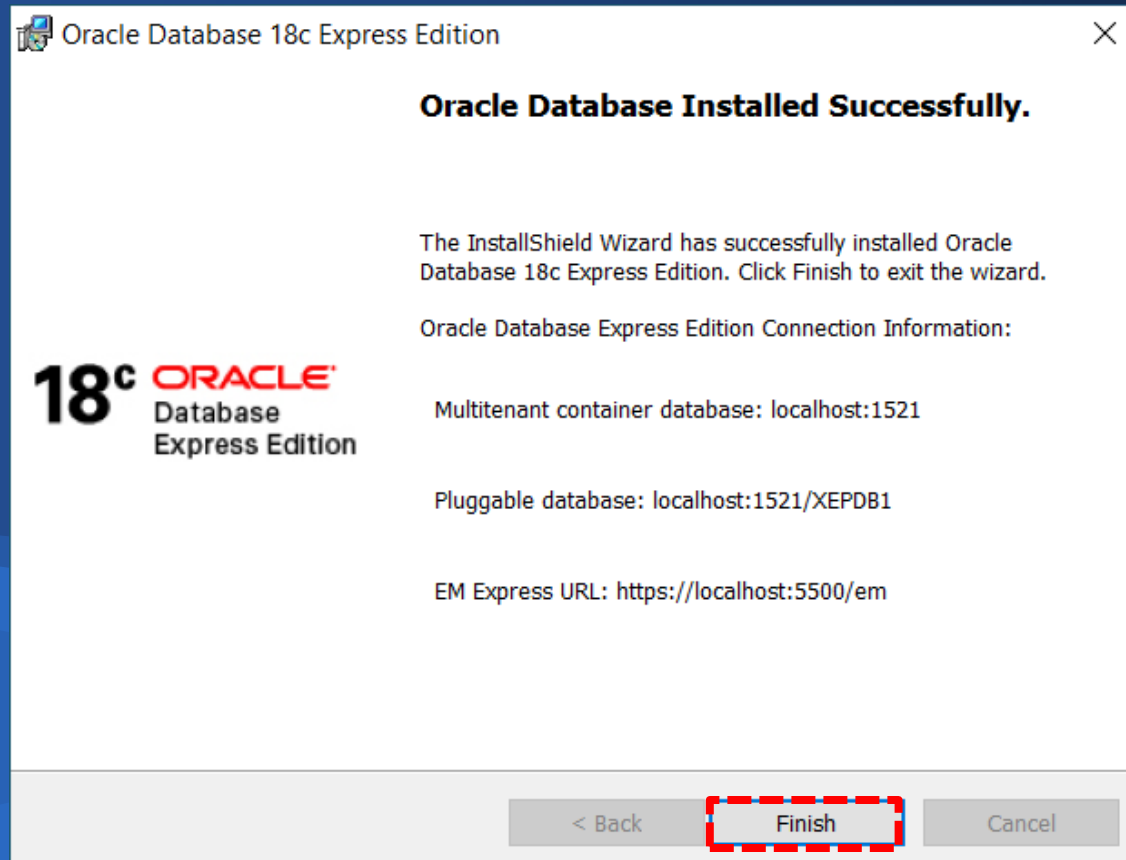 Oracle Database 18c Express Edition
Oracle Database Installed Successfully.
The InstallShield Wizard has successfully installed Oracle
Database 18c Express Edition. Click Finish to exit the wizard.
Oracle Database Express Edition Connection Information:
18c ORACLE
Database
Express Edition
Multitenant container database: localhost:1521
Pluggable database: localhost:1521/XEPDB1
EM Express URL: https://localhost:5500/em
< Back
Finish
Cancel